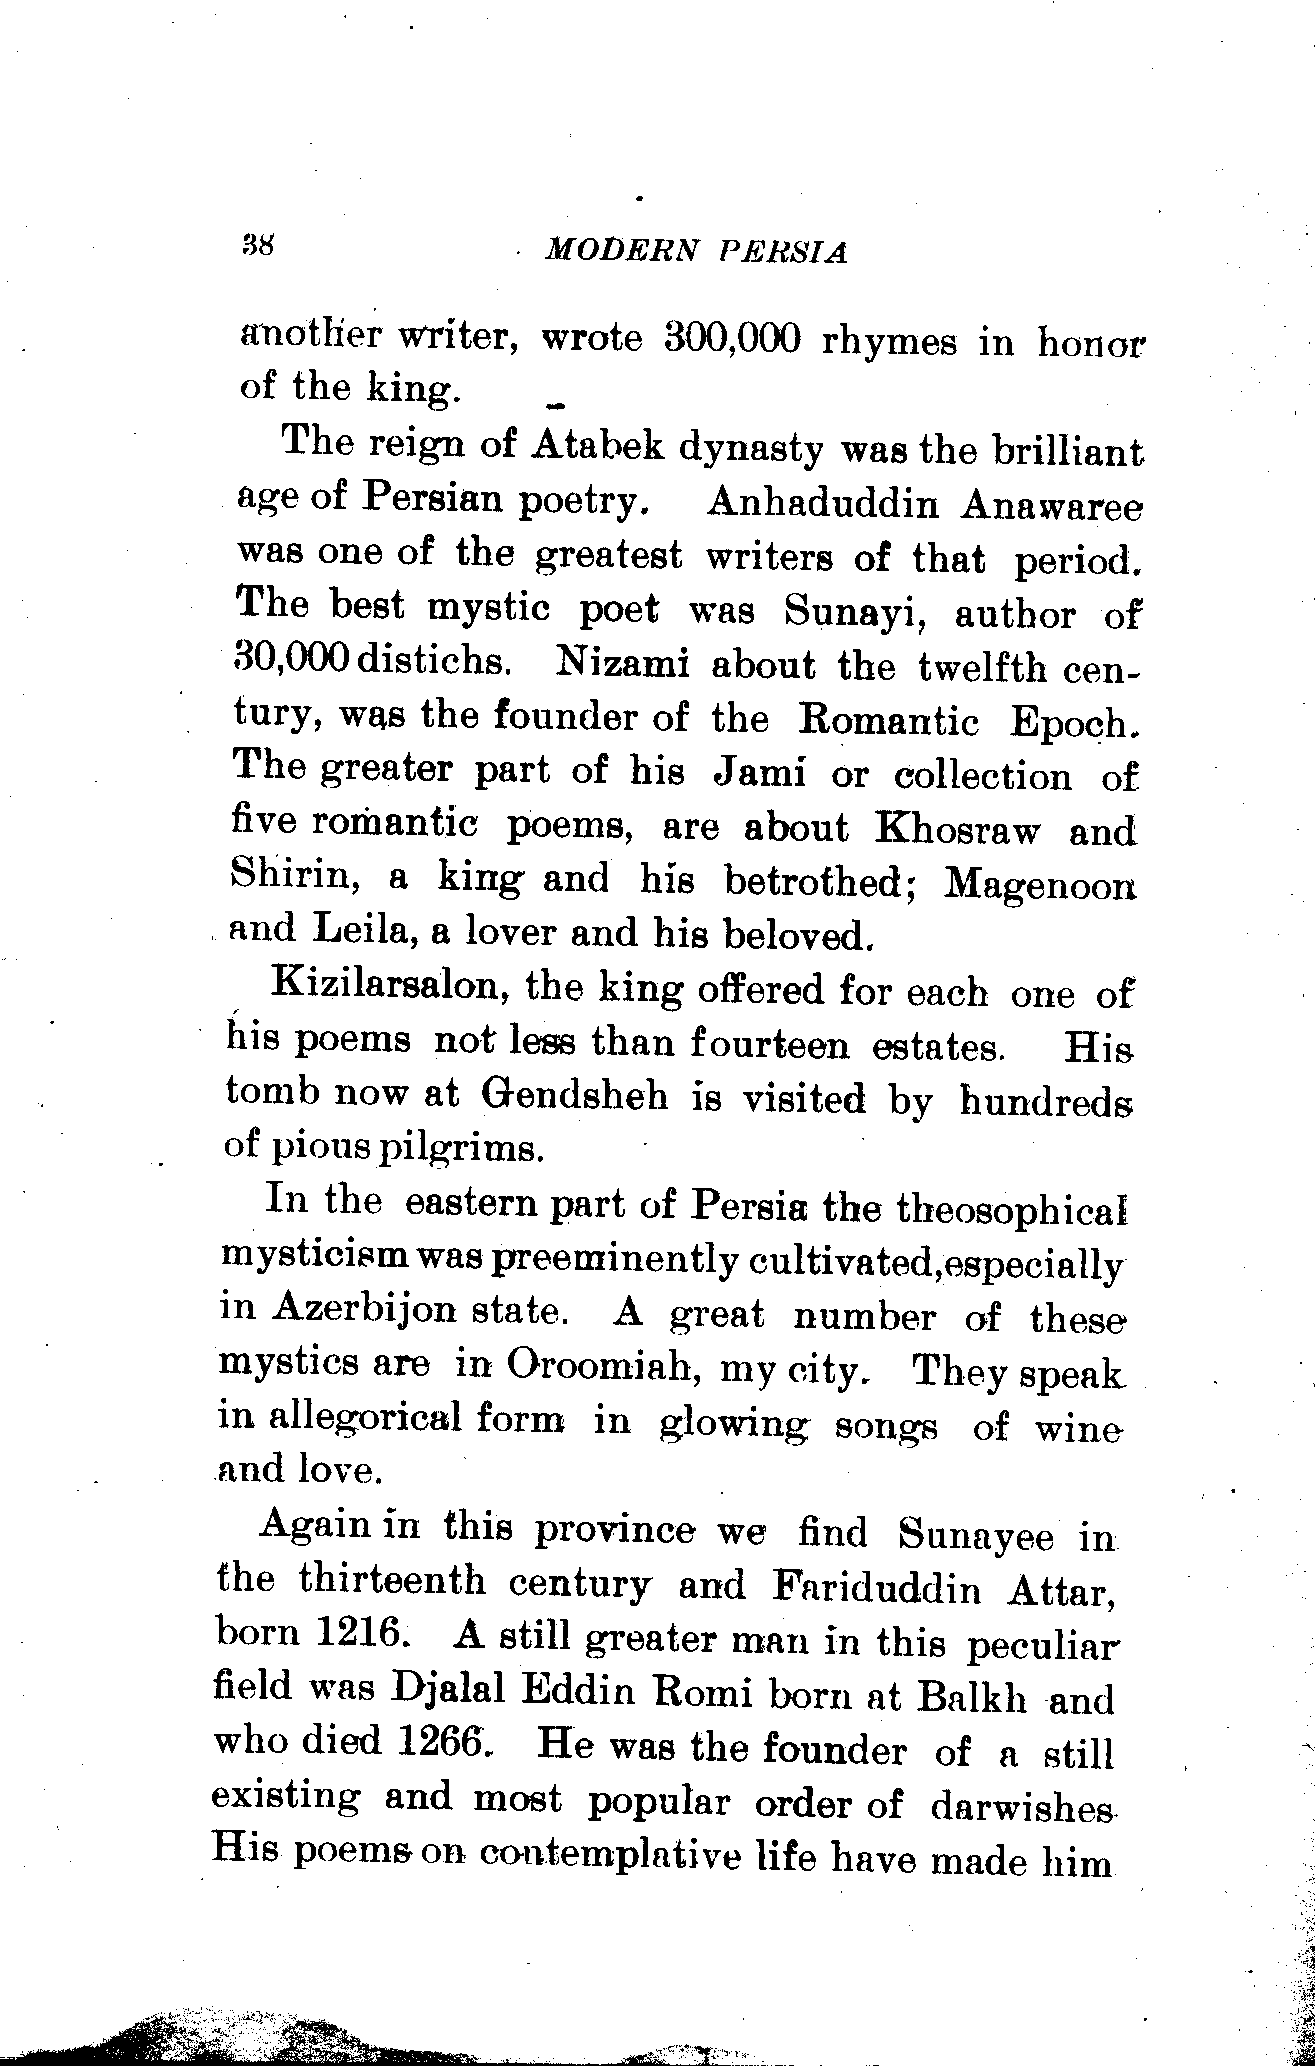 38 MODERN PERSIA
another writer, wrote 300,000 rhymes in honor
of the king.
The reign of Atabek dynasty was the brilliant
age of Persian poetry. Anhaduddin Anawaree
was one of the greatest writers of that period.
The best mystic poet was Sunayi, author of
30,000 distichs. Nizami about the twelfth cen-
tury, was the founder of the Romantic Epoch.
The greater part of his Jami or collection of
five romantic poems, are about Khosraw and
Shirin, a king and his betrothed; Magenoon
and Leila, a lover and his beloved.
Kizilarsalon, the king offered for each one of
his poems not less than fourteen estates. His
tomb now at Gendsheh is visited by hundreds
of pious pilgrims.
In the eastern part of Persia the theosophical
mysticism was preeminently cultivated,especially
in Azerbijon state. A great number of these
mystics are in Oroomiah, my city. They speak
in allegorical form in glowing songs of wine
and love.
Again in this province we find Sunayee in
the thirteenth century and Fariduddin Attar,
born 1216. A still greater man in this peculiar
field was Djalal Eddin Romi born at Balkh and
who died 1266. He was the founder of a still
existing and most popular order of darwishes.
His poems on contemplative life have made him